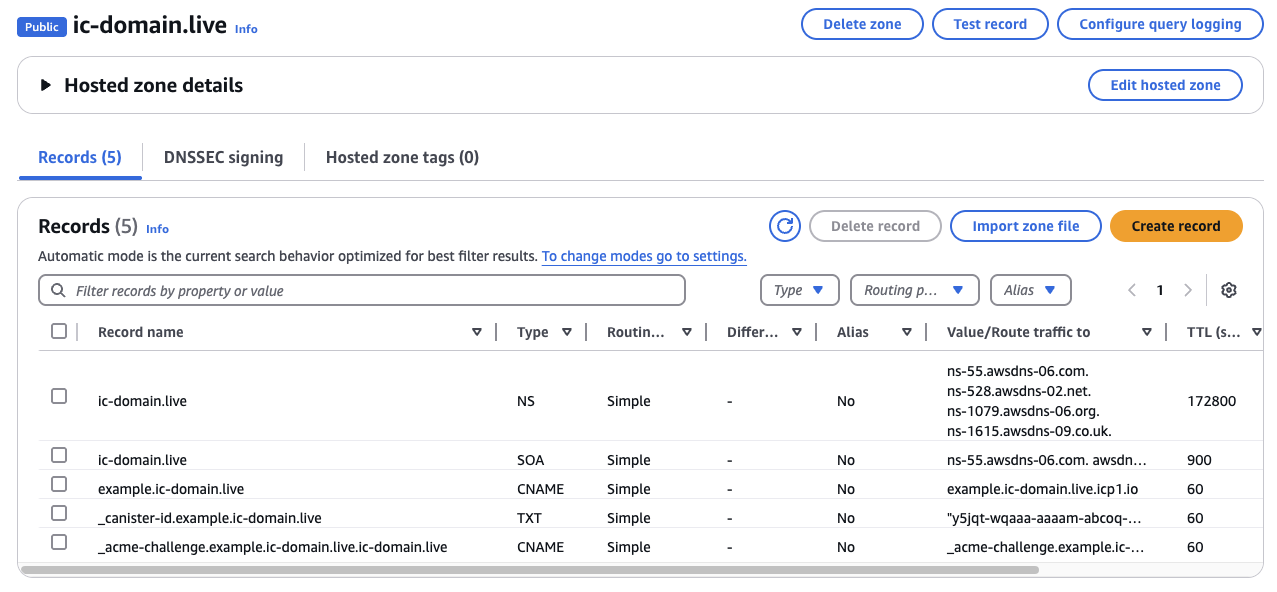 Public ic-domain.live Info
Delete zone
Test record
Configure query logging
Hosted zone details
Edit hosted zone
Records (5)
DNSSEC signing
Hosted zone tags (0)
Records (5) Info
Delete record
Import zone file
Create record
Automatic mode is the current search behavior optimized for best filter results. To change modes go to settings.
Filter records by property or value
Type
Routing p...
Alias
1
Record name Type Routin... Differ... Alias Value/Route traffic to TTL (s...
ns-55.awsdns-06.com.
ns-528.awsdns-02.net.
ic-domain.live NS Simple - No ns-1079.awsdns-06.org. 172800
ns-1615.awsdns-09.co.uk.
ic-domain.live SOA Simple - No ns-55.awsdns-06.com. awsdn... 900
example.ic-domain.live CNAME Simple - No example.ic-domain.live.icp1.io 60
_canister-id.example.ic-domain.live TXT Simple - No "y5jqt-wqaaa-aaaam-abcoq-... 60
_acme-challenge.example.ic-domain.live.ic-domain.live CNAME Simple - No _acme-challenge.example.ic-... 60